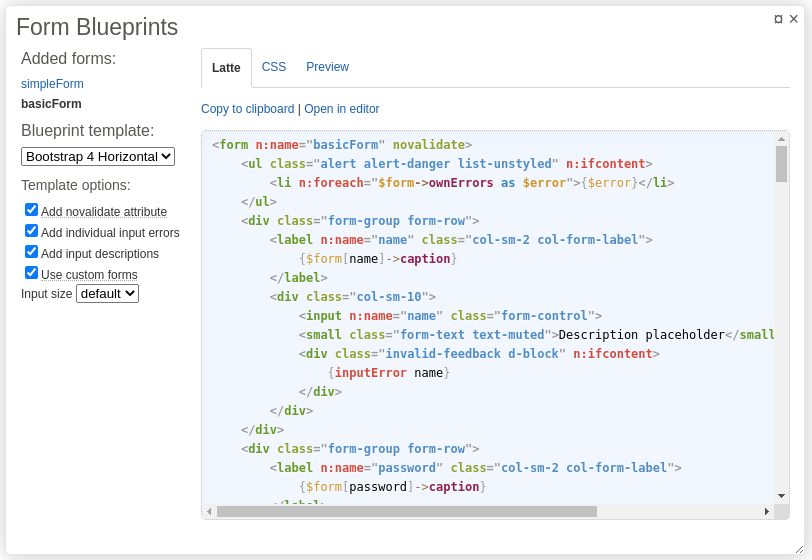 Form Blueprints
¤ ×
Added forms:
simpleForm
basicForm
Blueprint template:
Bootstrap 4 Horizontal
Template options:
Add novalidate attribute
Add individual input errors
Add input descriptions
Use custom forms
Input size default
Latte CSS Preview
Copy to clipboard | Open in editor
<form n:name="basicForm" novalidate>
    <ul class="alert alert-danger list-unstyled" n:ifcontent>
        <li n:foreach="$form->ownErrors as $error">{$error}</li>
    </ul>
    <div class="form-group form-row">
        <label n:name="name" class="col-sm-2 col-form-label">
            {$form[name]->caption}
        </label>
        <div class="col-sm-10">
            <input n:name="name" class="form-control">
            <small class="form-text text-muted">Description placeholder</small
            <div class="invalid-feedback d-block" n:ifcontent>
                {inputError name}
            </div>
        </div>
    </div>
    <div class="form-group form-row">
        <label n:name="password" class="col-sm-2 col-form-label">
            {$form[password]->caption}
        </label>